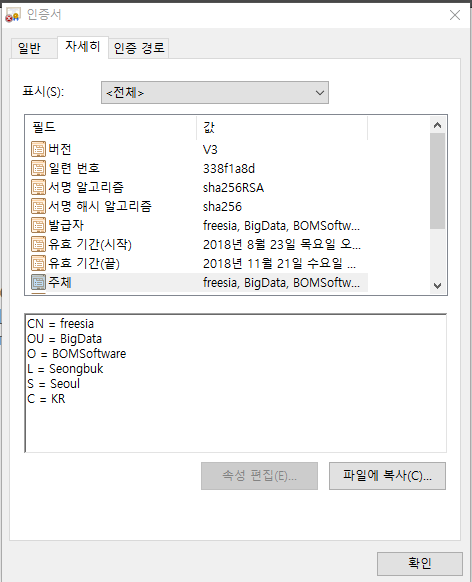 인증서
일반 자세히 인증 경로
표시(S): <전체>
필드 값
버전 V3
일련 번호 338f1a8d
서명 알고리즘 sha256RSA
서명 해시 알고리즘 sha256
발급자 freesia, BigData, BOMSoftw...
유효 기간(시작) 2018년 8월 23일 목요일 오...
유효 기간(끝) 2018년 11월 21일 수요일 ...
주체 freesia, BigData, BOMSoftw...
CN = freesia
OU = BigData
O = BOMSoftware
L = Seongbuk
S = Seoul
C = KR
속성 편집(E)... 파일에 복사(C)...
확인